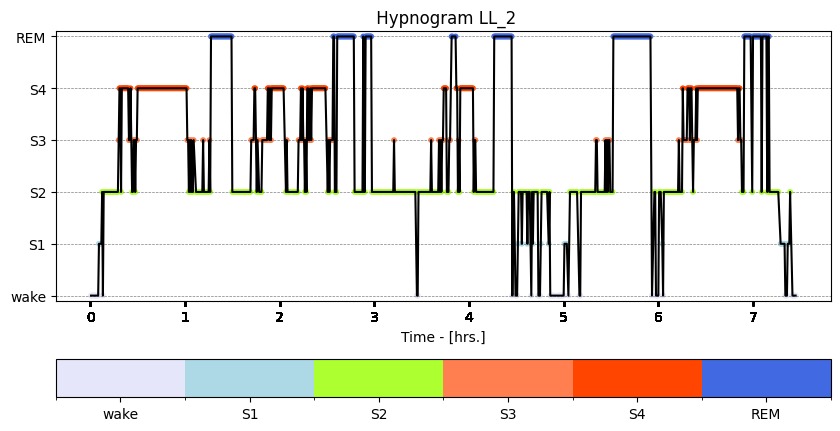 Hypnogram LL_2
REM
S4
S3
S2
S1
wake
0 1 2 3 4 5 6 7
Time - [hrs.]
wake S1 S2 S3 S4 REM